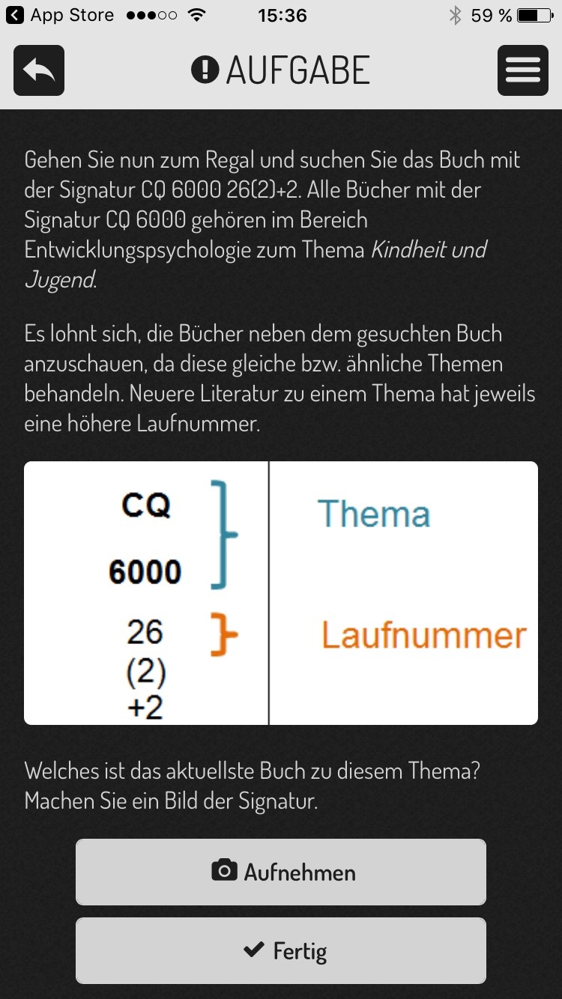 App Store 15:36 59 %
AUFGABE
Gehen Sie nun zum Regal und suchen Sie das Buch mit
der Signatur CQ 6000 26(2)+2. Alle Bücher mit der
Signatur CQ 6000 gehören im Bereich
Entwicklungspsychologie zum Thema Kindheit und
Jugend.
Es lohnt sich, die Bücher neben dem gesuchten Buch
anzuschauen, da diese gleiche bzw. ähnliche Themen
behandeln. Neuere Literatur zu einem Thema hat jeweils
eine höhere Laufnummer.
CQ
Thema
6000
26
Laufnummer
(2)
+2
Welches ist das aktuellste Buch zu diesem Thema?
Machen Sie ein Bild der Signatur.
Aufnehmen
Fertig